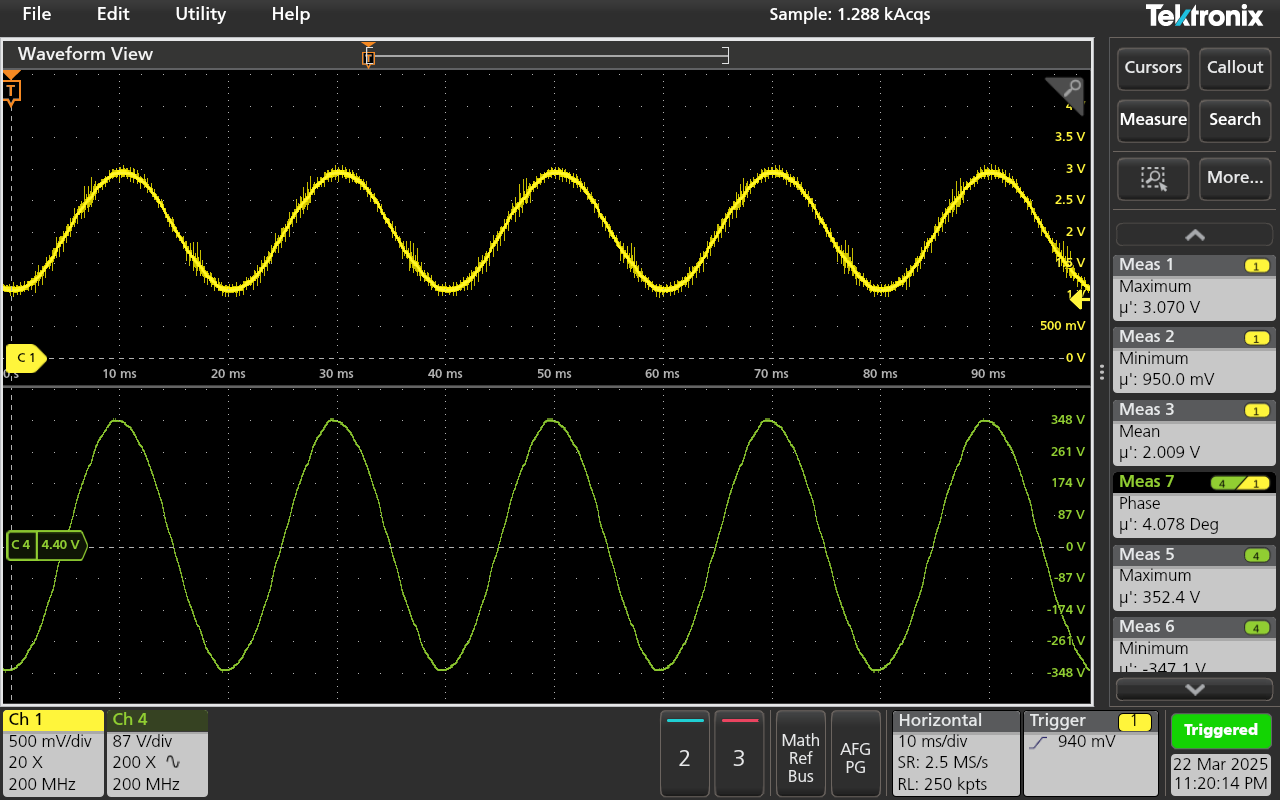 File Edit Utility Help Sample: 1.288 kAcqs Tektronix
Waveform View
T
T
Cursors Callout
Measure Search
More...
3.5 V
3 V
2.5 V
2 V
500 mV
C 1
0 V
10 ms 20 ms 30 ms 40 ms 50 ms 60 ms 70 ms 80 ms 90 ms
348 V
261 V
174 V
87 V
C 4 4.40 V
0 V
-87 V
-174 V
-261 V
-348 V
Meas 1 1
Maximum
µ': 3.070 V
Meas 2 1
Minimum
µ': 950.0 mV
Meas 3 1
Mean
µ': 2.009 V
Meas 7 4 1
Phase
µ': 4.078 Deg
Meas 5 4
Maximum
µ': 352.4 V
Meas 6 4
Minimum
µ': -347.1 V
Ch 1
500 mV/div
20 X
200 MHz
Ch 4
87 V/div
200 X
200 MHz
2
3
Math
Ref
Bus
AFG
PG
Horizontal
10 ms/div
SR: 2.5 MS/s
RL: 250 kpts
Trigger 1
940 mV
Triggered
22 Mar 2025
11:20:14 PM